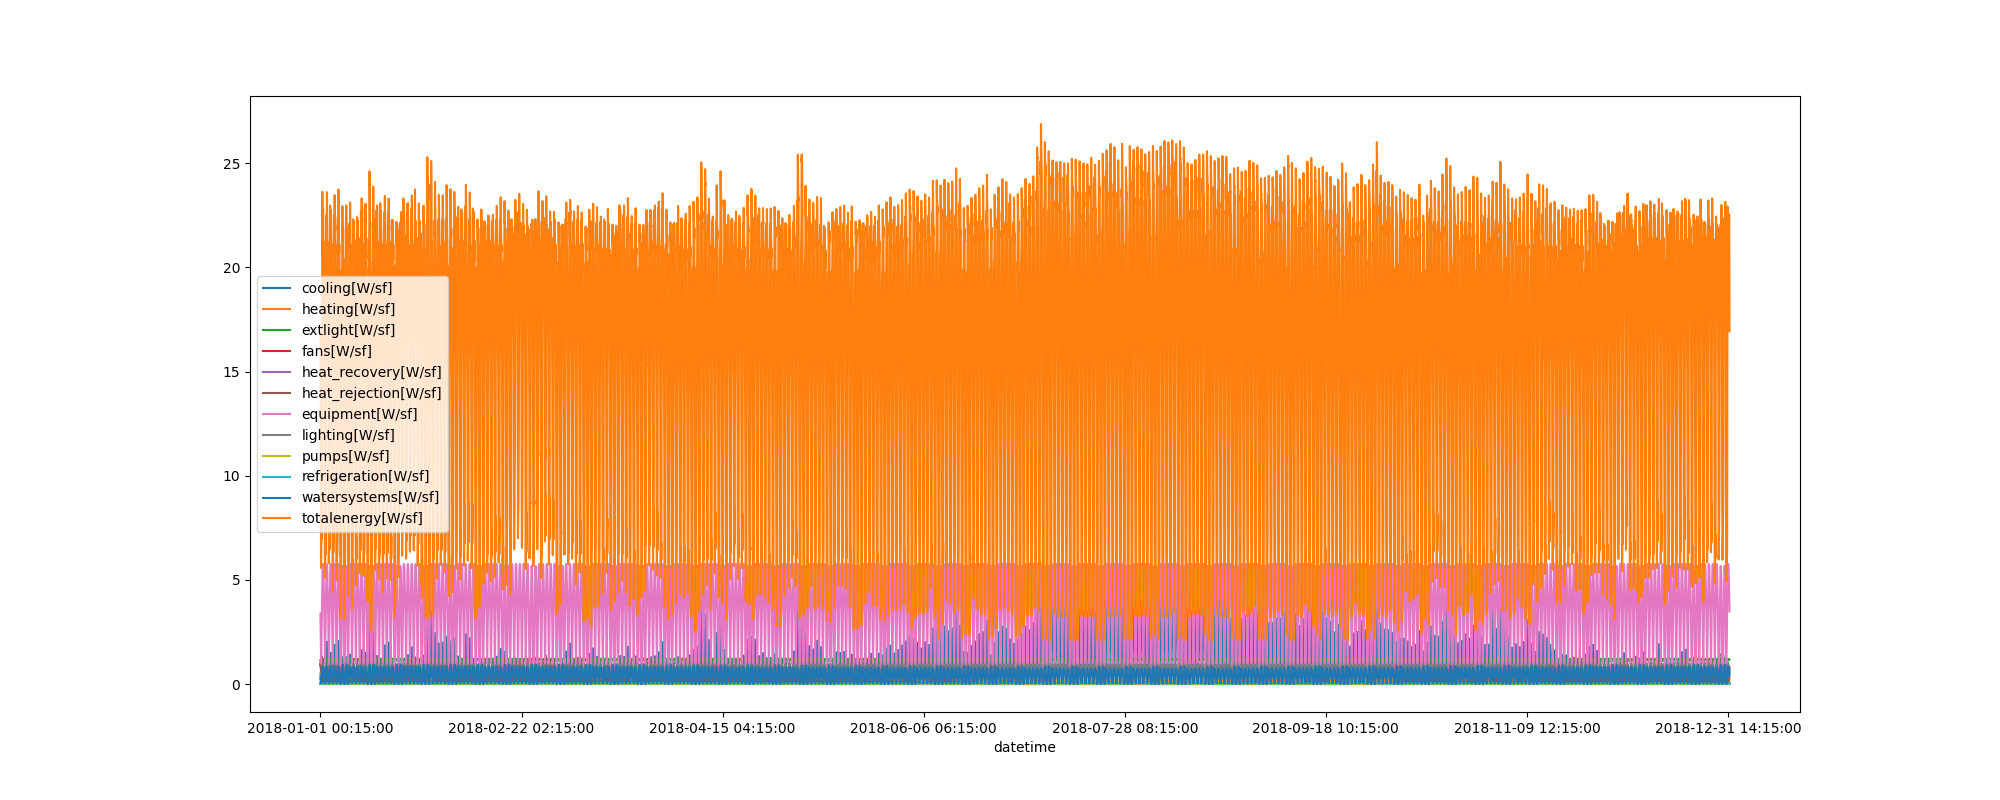 25
20
15
10
5
0
cooling[W/sf]
heating[W/sf]
extlight[W/sf]
fans[W/sf]
heat_recovery[W/sf]
heat_rejection[W/sf]
equipment[W/sf]
lighting[W/sf]
pumps[W/sf]
refrigeration[W/sf]
watersystems[W/sf]
totalenergy[W/sf]
2018-01-01 00:15:00 2018-02-22 02:15:00 2018-04-15 04:15:00 2018-06-06 06:15:00 2018-07-28 08:15:00 2018-09-18 10:15:00 2018-11-09 12:15:00 2018-12-31 14:15:00
datetime